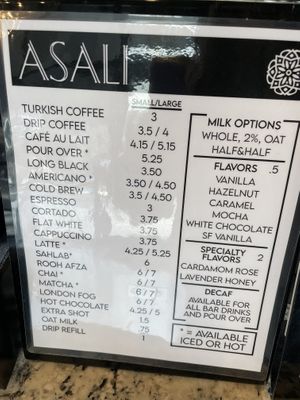 ASALI
SMALL/LARGE
TURKISH COFFEE
DRIP COFFEE
CAFÉ AU LAIT
POUR OVER *
LONG BLACK
AMERICANO *
COLD BREW
ESPRESSO
CORTADO
FLAT WHITE
CAPPUCCINO
LATTE *
SAHLAB*
ROOH AFZA
CHAI *
MATCHA *
LONDON FOG
HOT CHOCOLATE
EXTRA SHOT
OAT MILK
DRIP REFILL
3
3.5/ 4
4.15 / 5.15
5.25
3.50
3.50 / 4.50
3.5 / 4.50
3
3.75
3.75
4.25 / 5.25
6
6 / 7
6 / 7
6 / 7
4.25 / 5
1.5
.75
1
MILK OPTIONS
WHOLE, 2%, OAT
HALF&HALF
FLAVORS .5
VANILLA
HAZELNUT
CARAMEL
MOCHA
WHITE CHOCOLATE
SF VANILLA
SPECIALTY
FLAVORS 2
CARDAMOM ROSE
LAVENDER HONEY
DECAF
AVAILABLE FOR
ALL BAR DRINKS
AND POUR OVER
* = AVAILABLE
ICED OR HOT